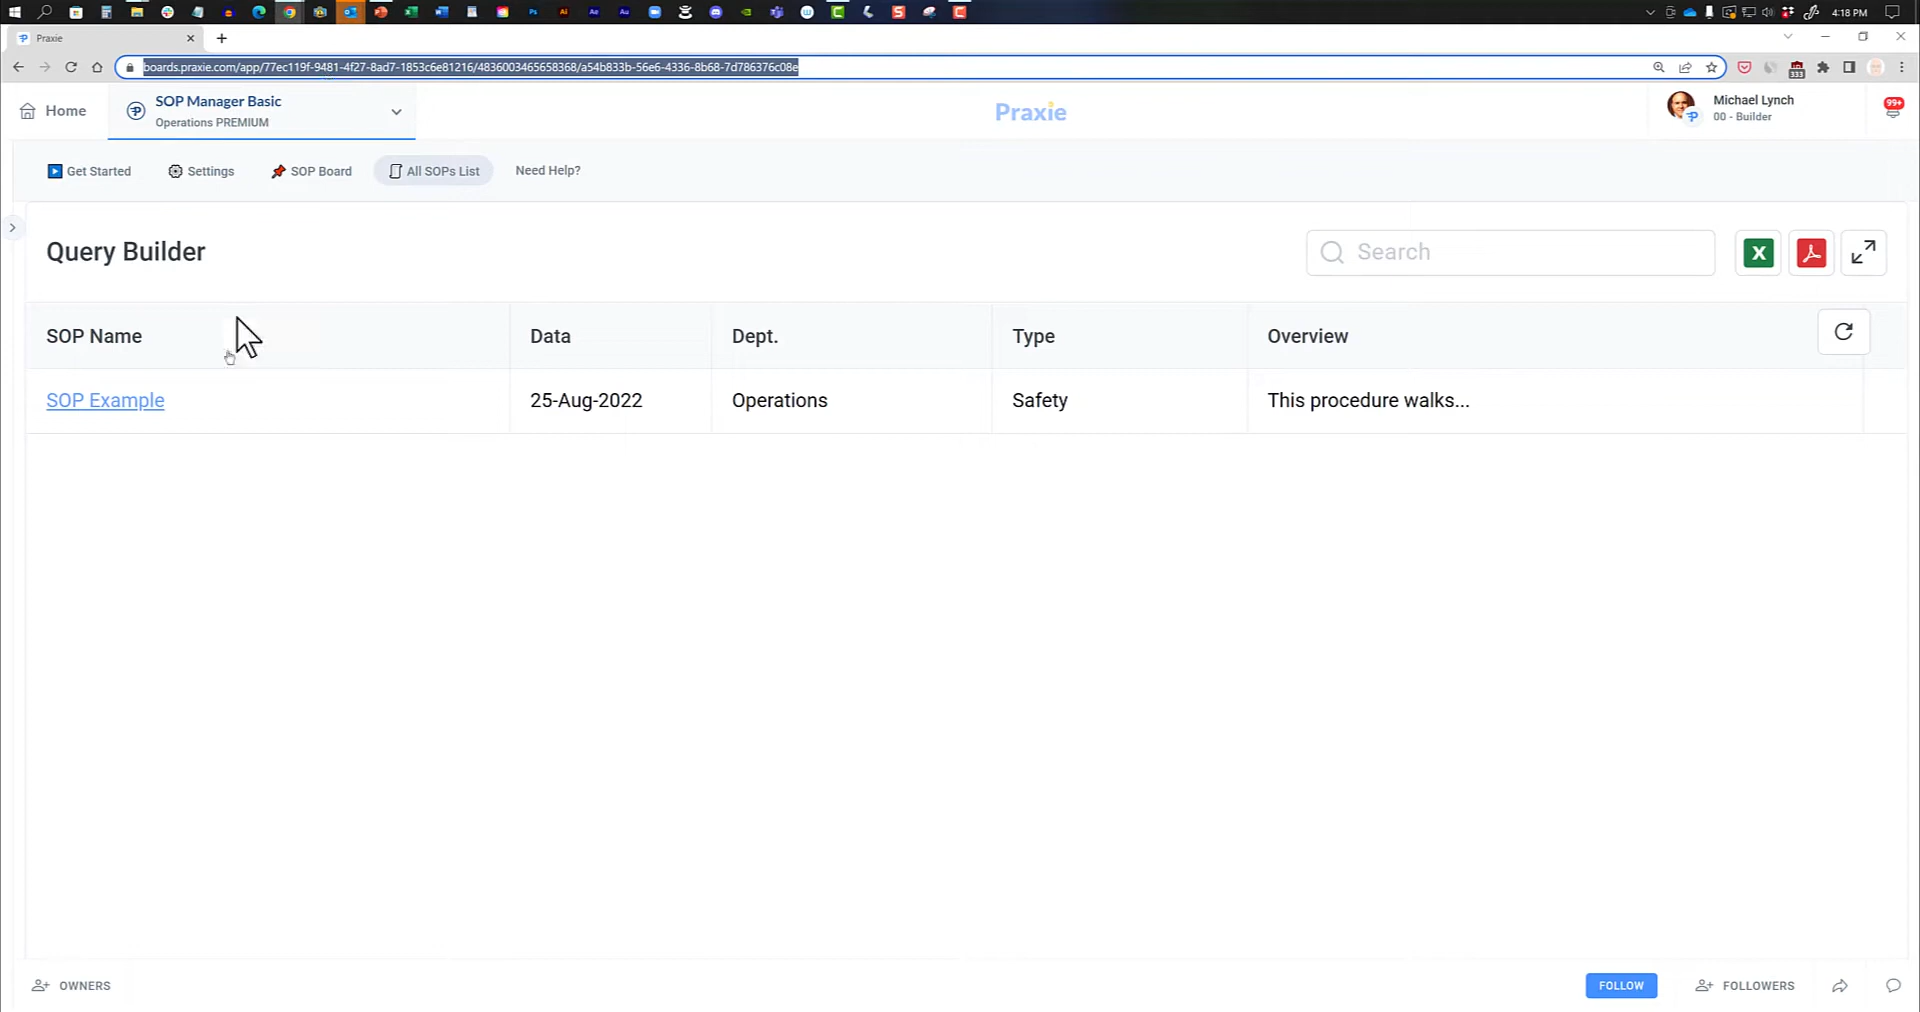 4:18 PM
Praxie
boards.praxie.com/app/77ec119f-9481-4f27-8ad7-1853c6e81216/4836003465658368/a54b833b-56e6-4336-8b68-7d786376c08e
Home
SOP Manager Basic
Operations PREMIUM
Praxie
Michael Lynch
00 - Builder
99+
Get Started
Settings
SOP Board
All SOPs List
Need Help?
Query Builder
Search
SOP Name Data Dept. Type Overview
SOP Example 25-Aug-2022 Operations Safety This procedure walks...
OWNERS
FOLLOW
FOLLOWERS